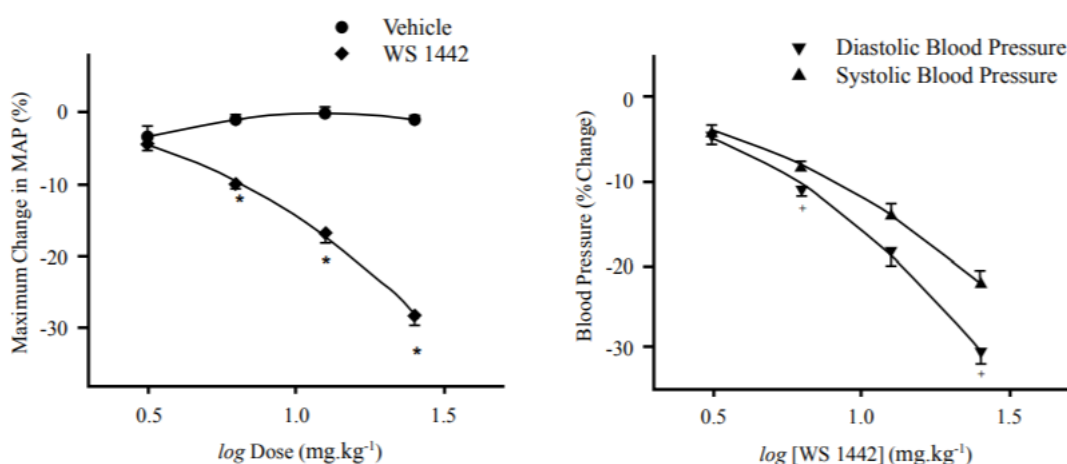 Vehicle
WS 1442
Maximum Change in MAP (%)
0
-10
-20
-30
*
*
*
0.5
1.0
1.5
log Dose (mg.kg⁻¹)
Diastolic Blood Pressure
Systolic Blood Pressure
Blood Pressure (% Change)
0
-10
-20
-30
+
+
0.5
1.0
1.5
log [WS 1442] (mg.kg⁻¹)